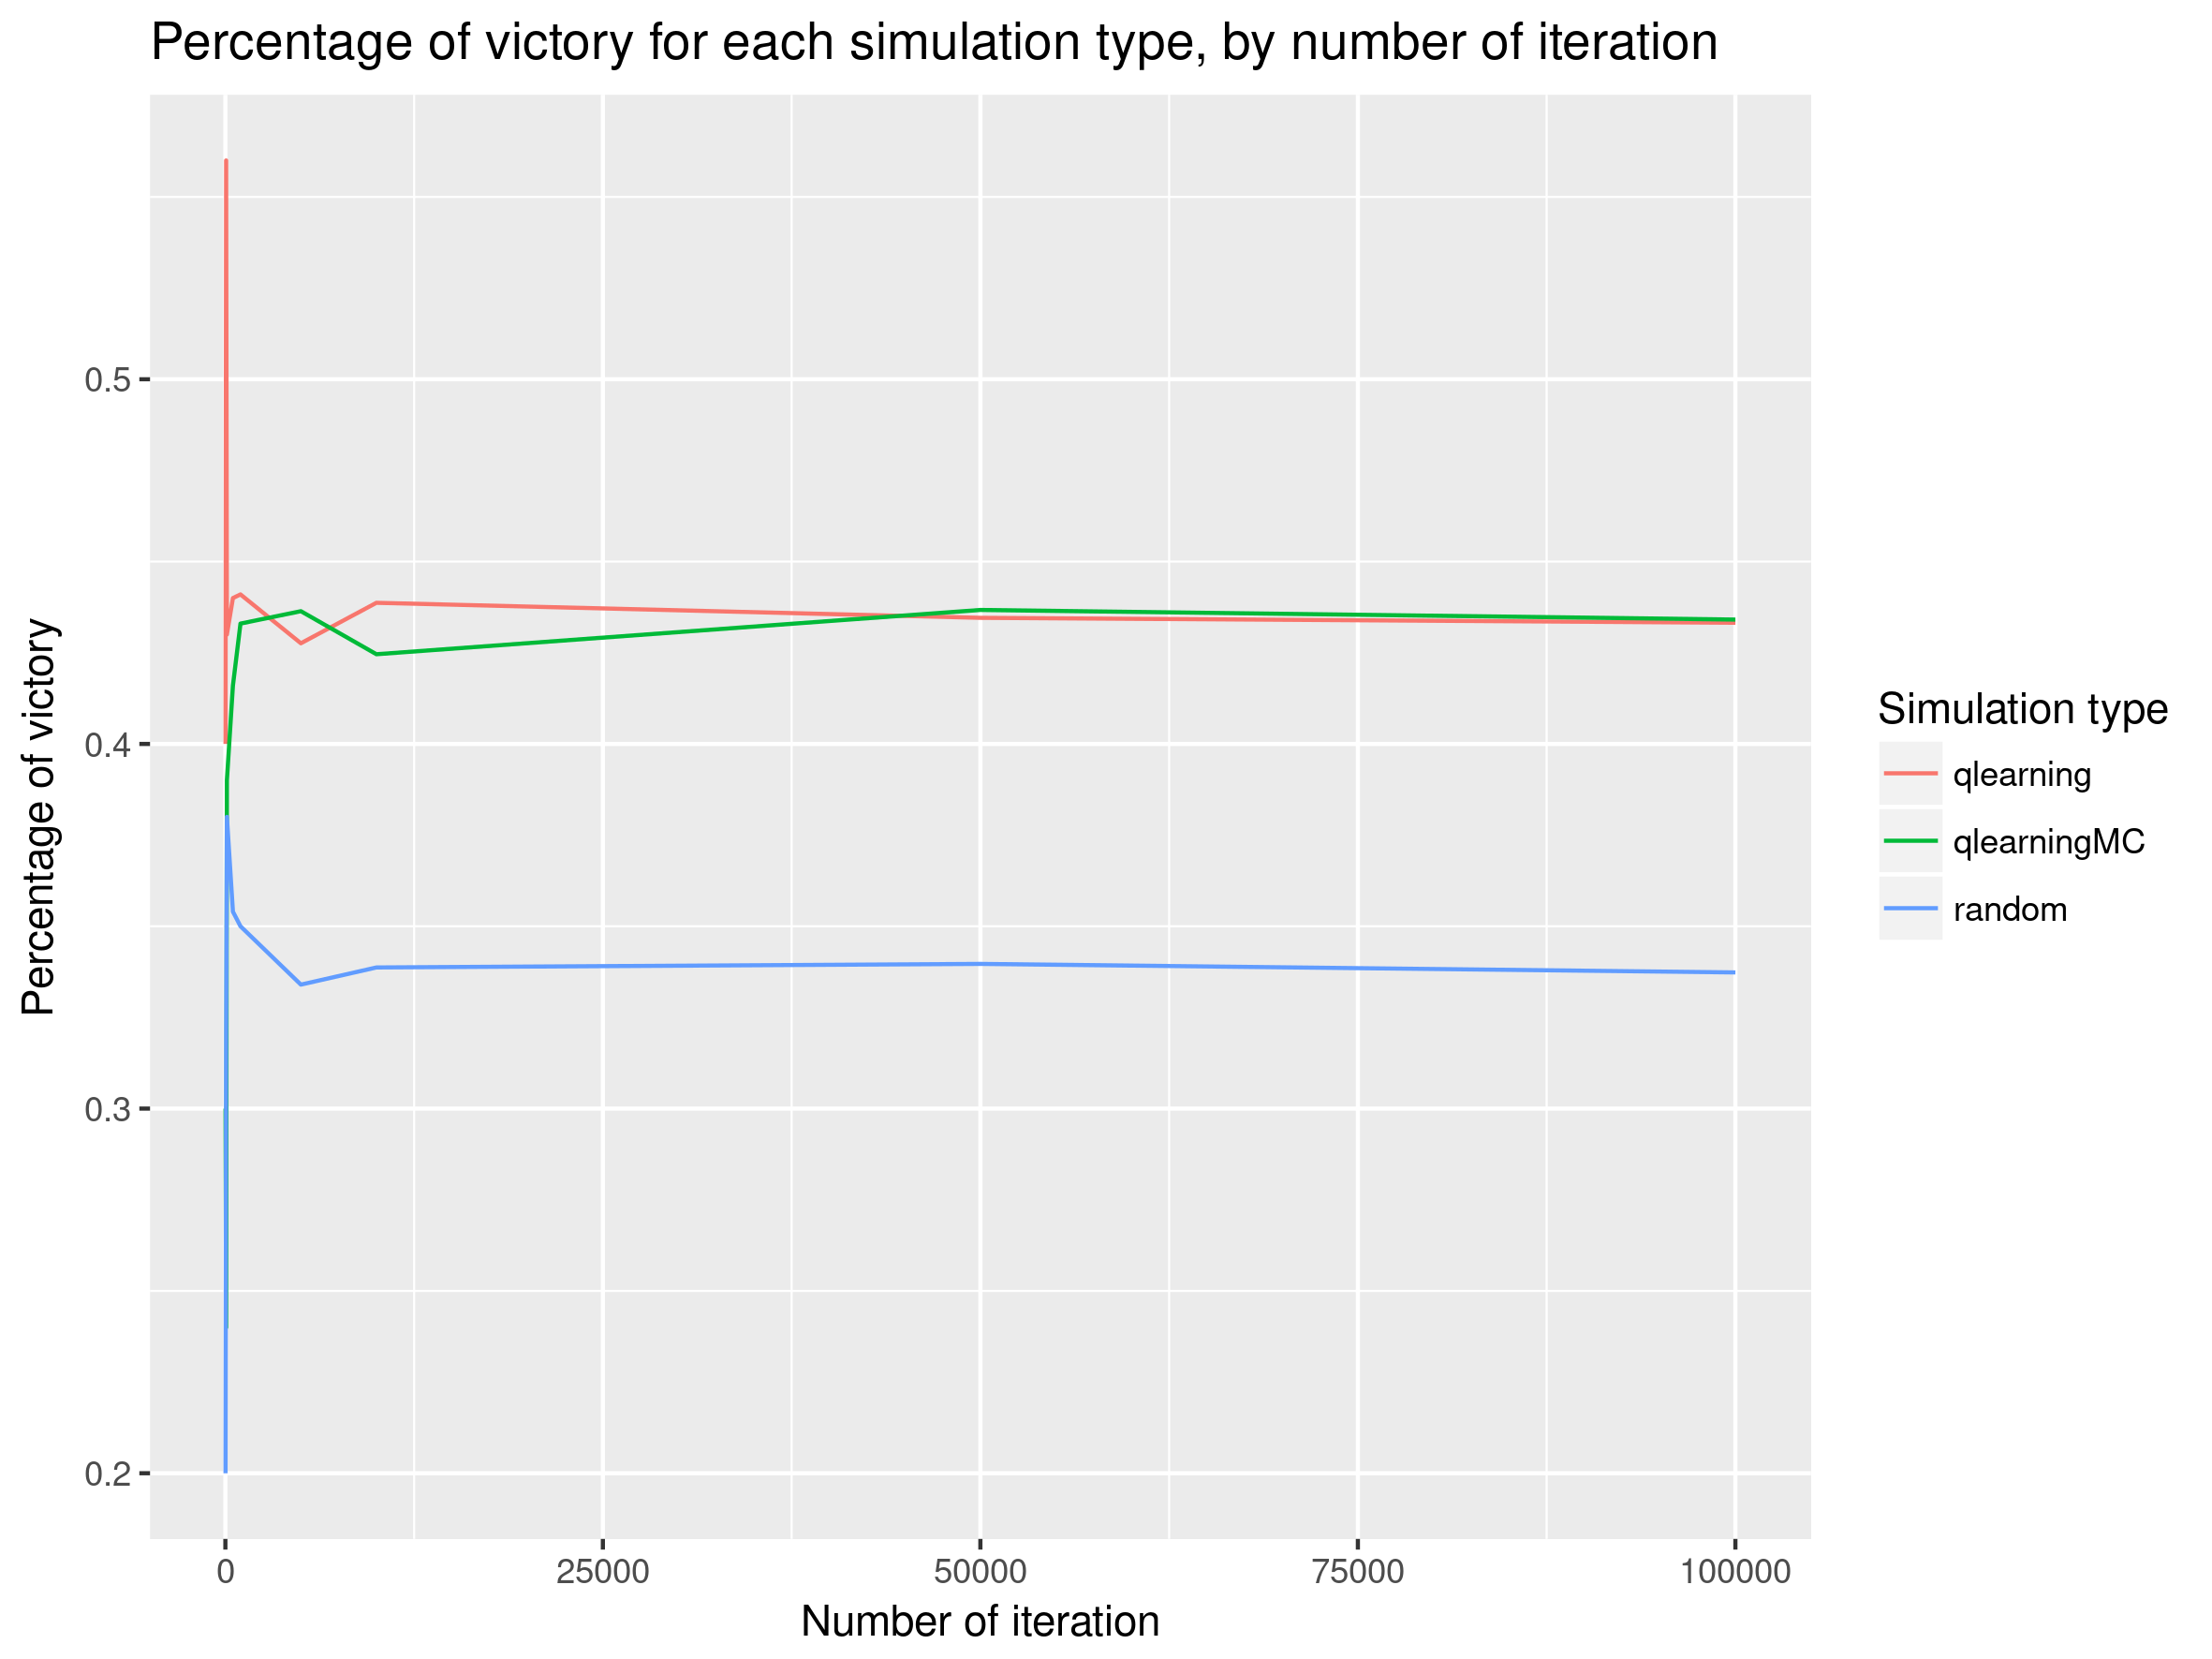 Percentage of victory for each simulation type, by number of iteration
Percentage of victory
0.5
0.4
0.3
0.2
0
25000
50000
75000
100000
Number of iteration
Simulation type
qlearning
qlearningMC
random